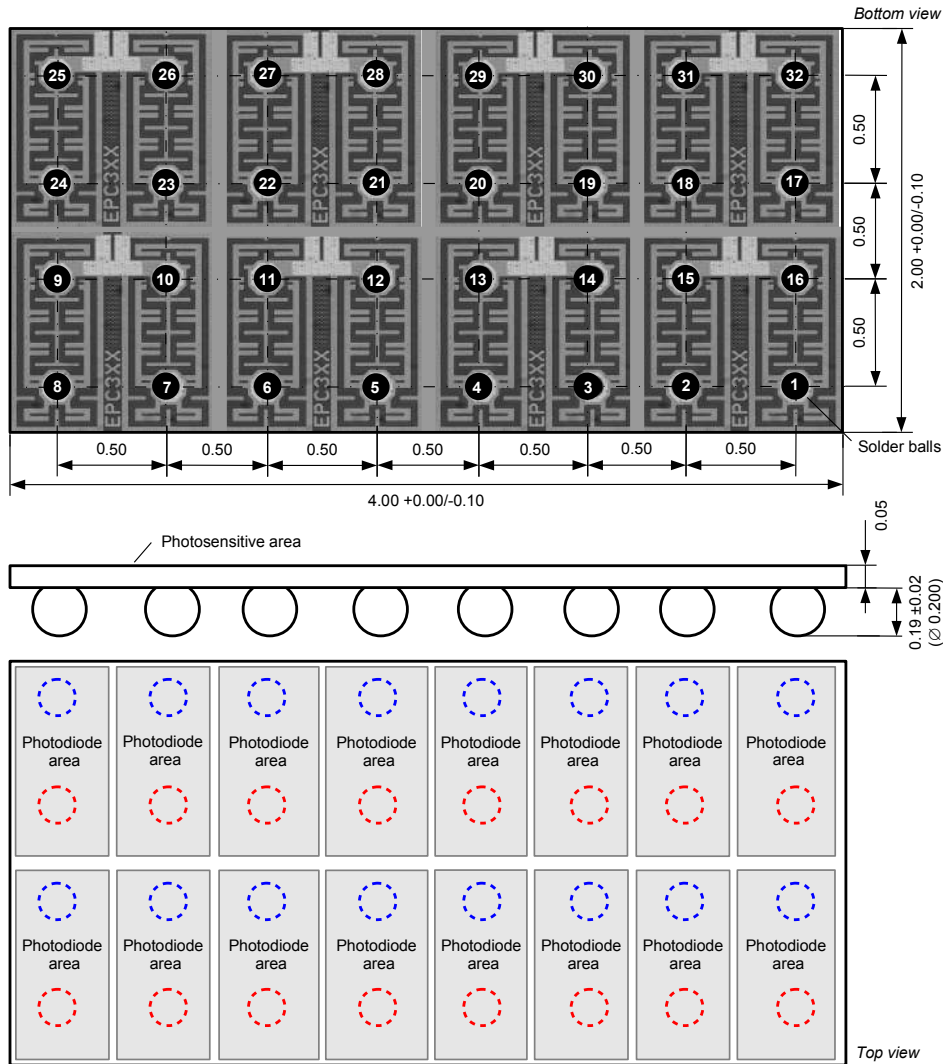 Bottom view
25 26 27 28 29 30 31 32
0.50
24 23 22 21 20 19 18 17
EPC3XX EPC3XX EPC3XX EPC3XX
0.50
2.00 +0.00/-0.10
9 10 11 12 13 14 15 16
0.50
8 7 6 5 4 3 2 1
EPC3XX EPC3XX EPC3XX EPC3XX
Solder balls
0.50 0.50 0.50 0.50 0.50 0.50 0.50
4.00 +0.00/-0.10
Photosensitive area
0.05
0.19 ±0.02
(Ø 0.200)
Photodiode Photodiode Photodiode Photodiode Photodiode Photodiode Photodiode Photodiode
area area area area area area area area
Photodiode Photodiode Photodiode Photodiode Photodiode Photodiode Photodiode Photodiode
area area area area area area area area
Top view